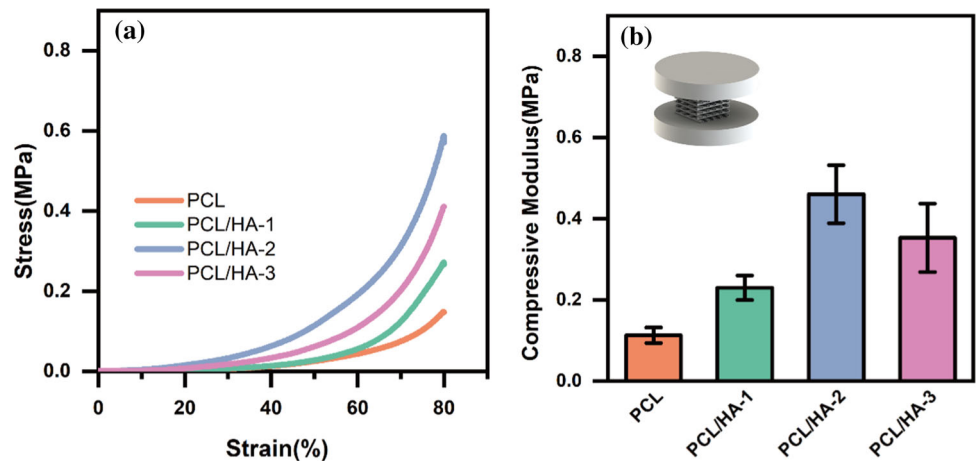 (a)
Stress(MPa)
0.8
0.6
0.4
0.2
0.0
PCL
PCL/HA-1
PCL/HA-2
PCL/HA-3
0
20
40
60
80
Strain(%)
(b)
Compressive Modulus(MPa)
0.8
0.6
0.4
0.2
0.0
PCL
PCL/HA-1
PCL/HA-2
PCL/HA-3